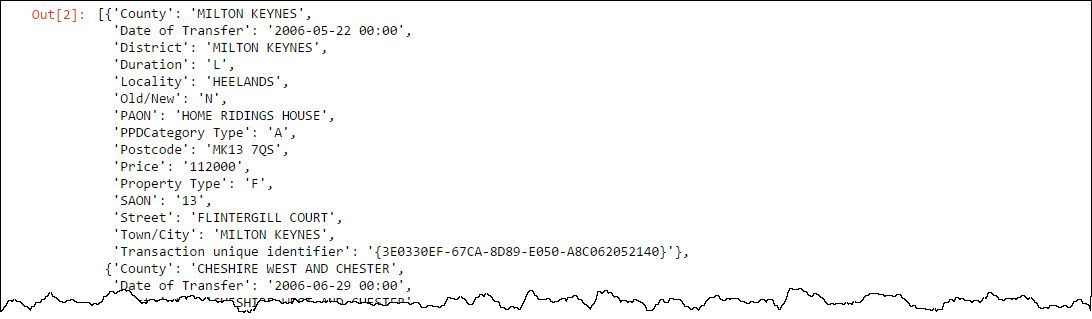 Out[2]: [{'County': 'MILTON KEYNES',
'Date of Transfer': '2006-05-22 00:00',
'District': 'MILTON KEYNES',
'Duration': 'L',
'Locality': 'HEELANDS',
'Old/New': 'N',
'PAON': 'HOME RIDINGS HOUSE',
'PPDCategory Type': 'A',
'Postcode': 'MK13 7QS',
'Price': '112000',
'Property Type': 'F',
'SAON': '13',
'Street': 'FLINTERGILL COURT',
'Town/City': 'MILTON KEYNES',
'Transaction unique identifier': '{3E0330EF-67CA-8D89-E050-A8C062052140}'},
{'County': 'CHESHIRE WEST AND CHESTER',
'Date of Transfer': '2006-06-29 00:00',